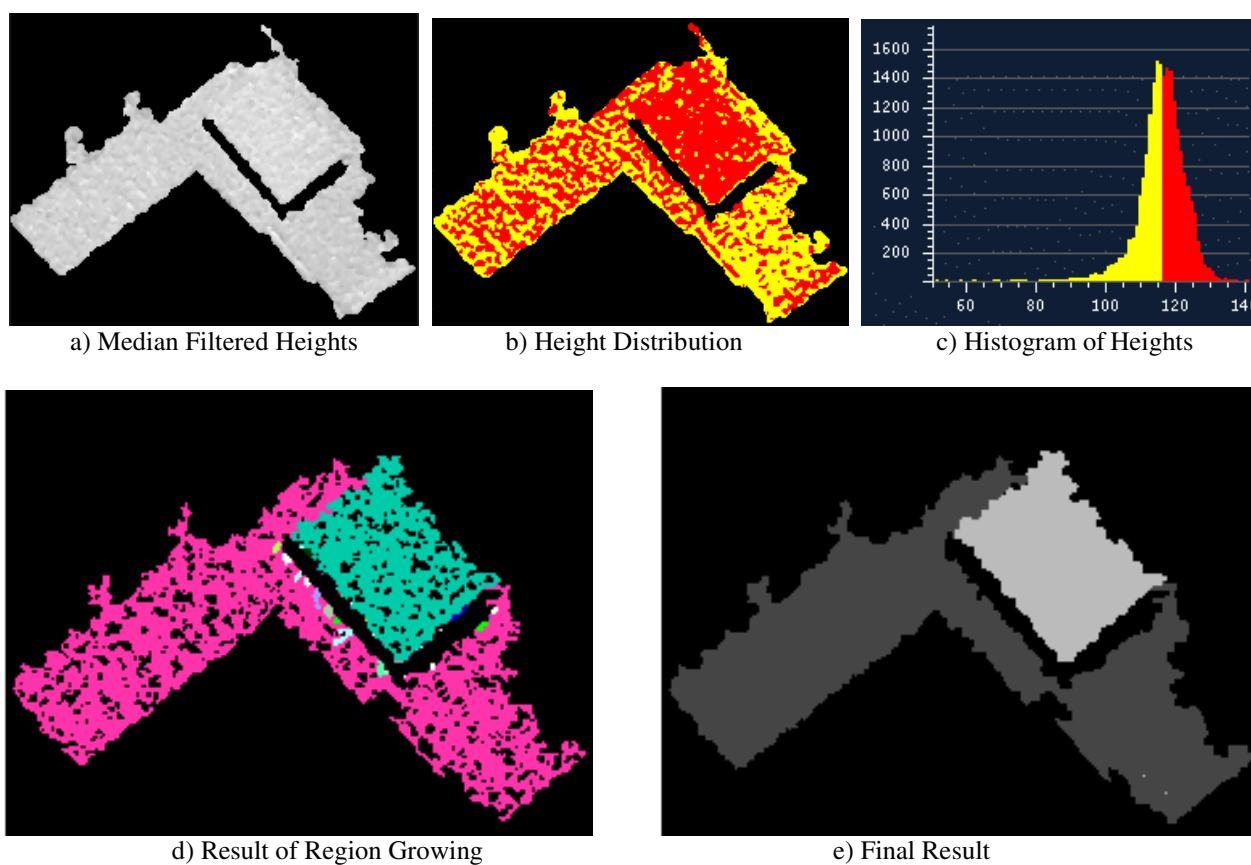 1600
1400
1200
1000
800
600
400
200
60 80 100 120 14
a) Median Filtered Heights
b) Height Distribution
c) Histogram of Heights
d) Result of Region Growing
e) Final Result